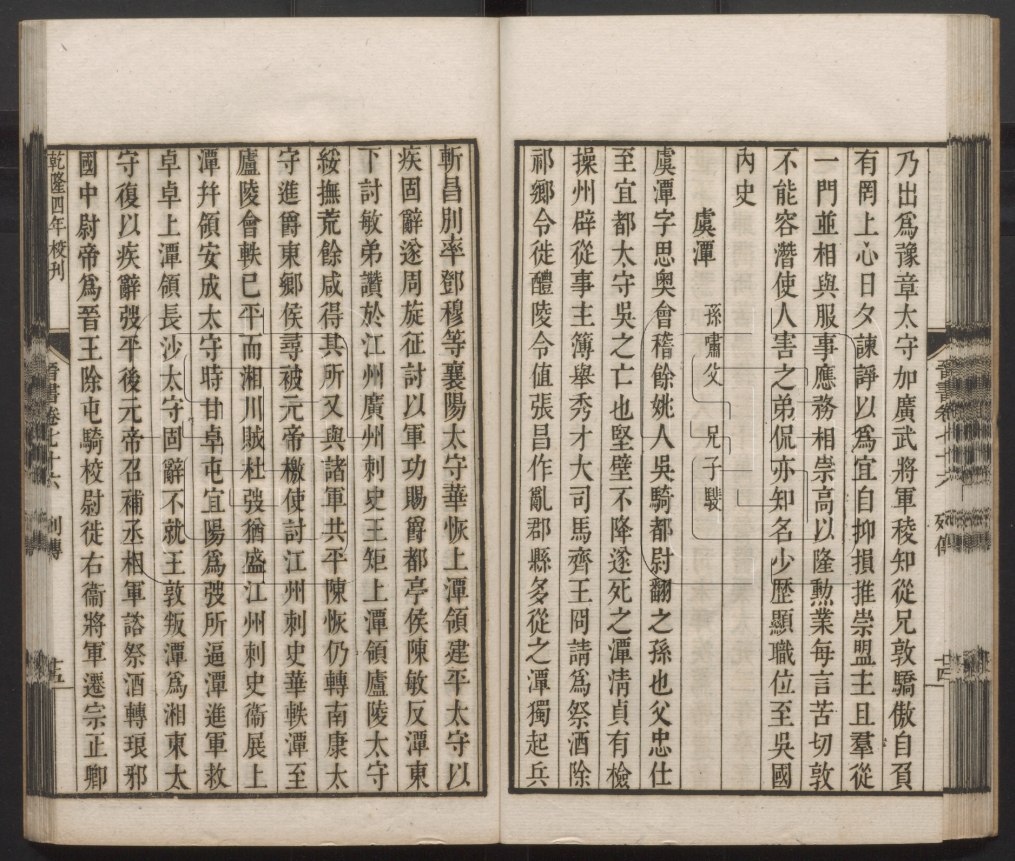 乃出爲豫章太守加廣武將軍稜知從兄敦驕傲自負
有罔上心日夕諫諍以爲宜自抑損推崇盟主且羣從
一門並相與服事應務相崇高以隆勲業每言苦切敦
不能容潛使人害之弟侃亦知名少歷顯職位至吳國
內史
虞潭　孫嘯父　兄子𩥇
虞潭字思奧會稽餘姚人吳騎都尉翻之孫也父忠仕
至宜都太守吳之亡也堅壁不降遂死之潭清貞有檢
操州辟從事主簿舉秀才大司馬齊王冏請爲祭酒除
祁鄉令徙醴陵令值張昌作亂郡縣多從之潭獨起兵
晉書卷七十六　列傳　十四
斬昌別率鄧穆等襄陽太守華恢上潭領建平太守以
疾固辭遂周旋征討以軍功賜爵都亭侯陳敏反潭東
下討敏弟讚於江州廣州刺史王矩上潭領廬陵太守
綏撫荒餘咸得其所又與諸軍共平陳恢仍轉南康太
守進爵東鄉侯尋被元帝檄使討江州刺史華軼潭至
廬陵會軼已平而湘川賊杜弢猶盛江州刺史衞展上
潭幷領安成太守時甘卓屯宜陽爲弢所逼潭進軍救
卓卓上潭領長沙太守固辭不就王敦叛潭爲湘東太
守復以疾辭弢平後元帝召補丞相軍諮祭酒轉琅邪
國中尉帝爲晉王除屯騎校尉徙右衞將軍遷宗正卿
乾隆四年校刊
晉書卷七十六　列傳　十五